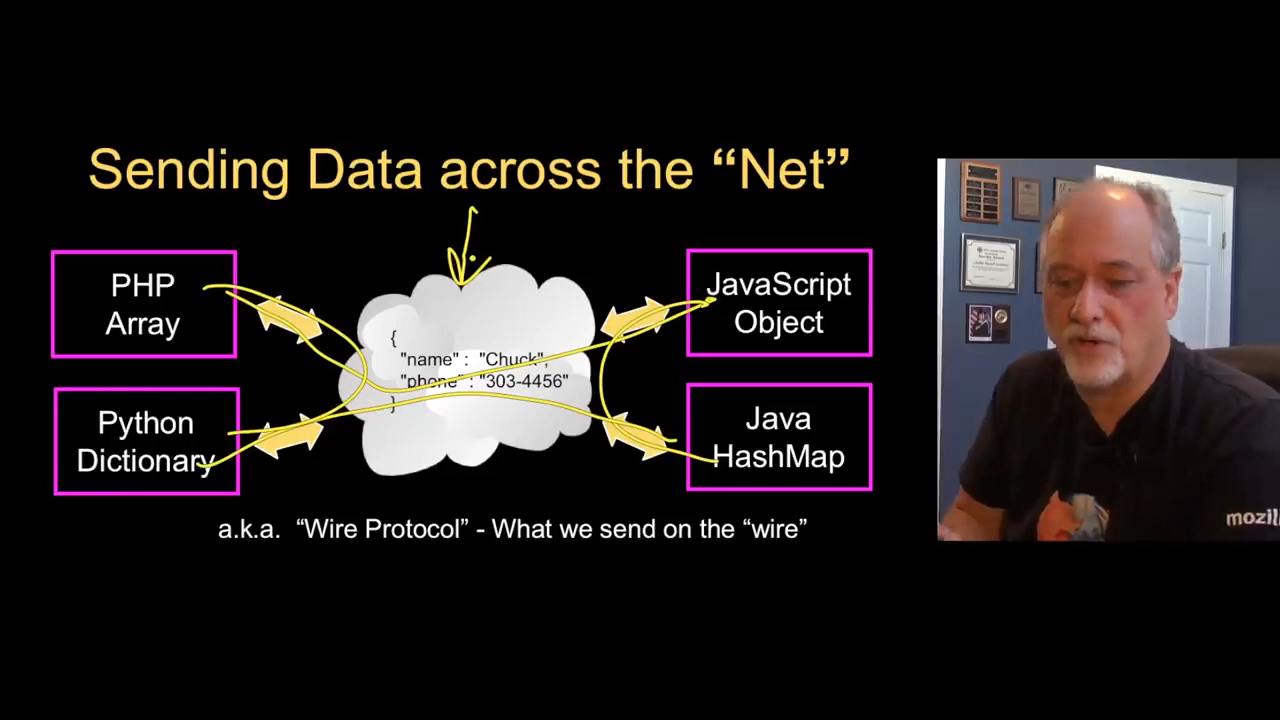 Sending Data across the “Net”
PHP
Array
{
"name" : "Chuck",
"phone" : "303-4456"
}
JavaScript
Object
Python
Dictionary
Java
HashMap
a.k.a. “Wire Protocol” - What we send on the “wire”